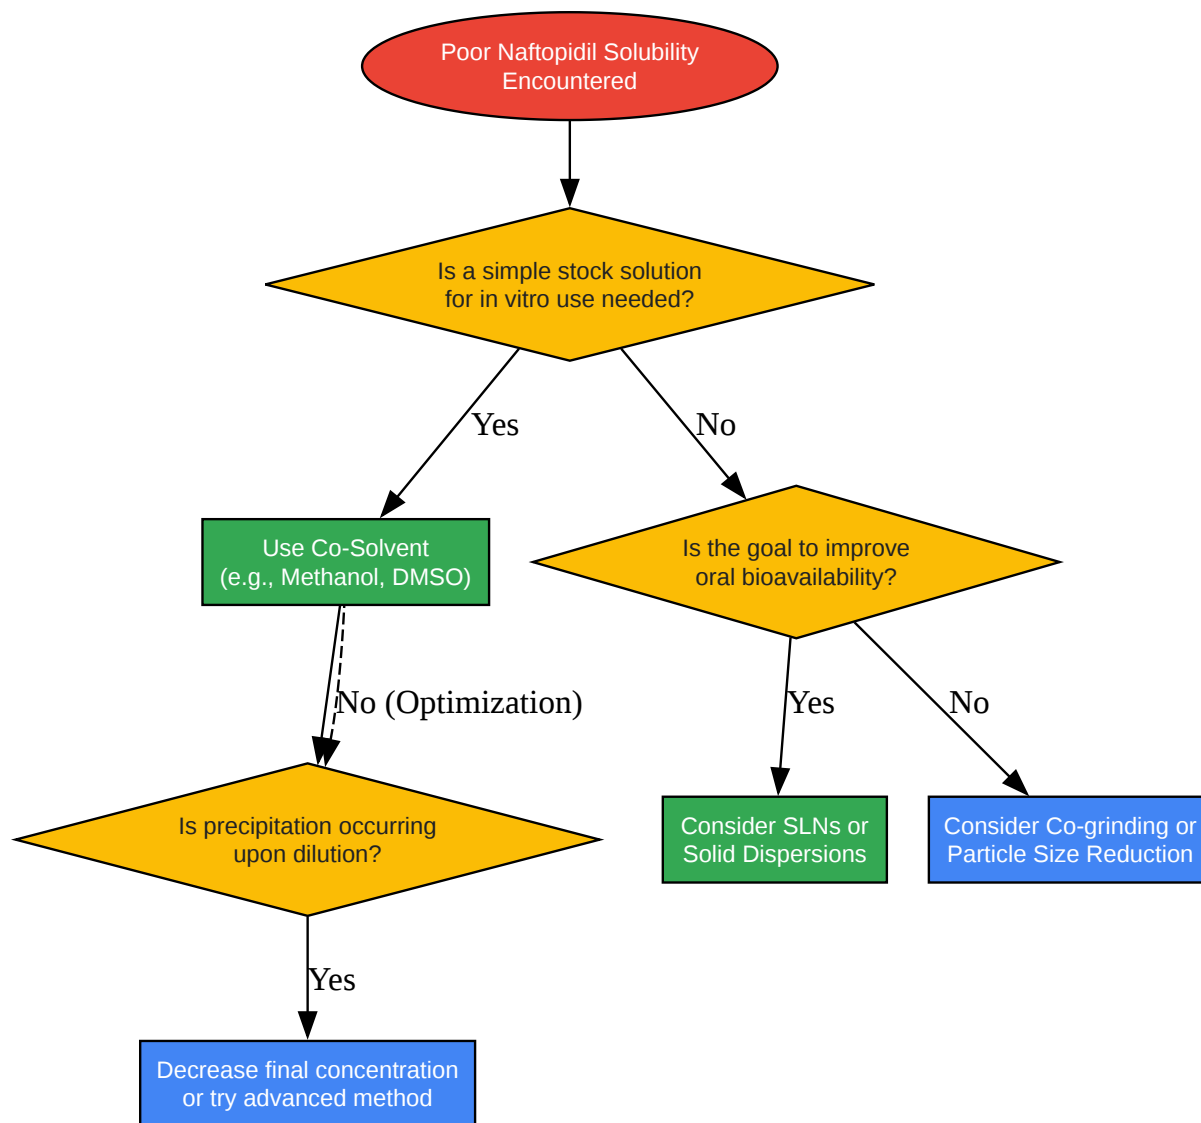 Poor Naftopidil Solubility
Encountered
Is a simple stock solution
for in vitro use needed?
Yes
No
Use Co-Solvent
(e.g., Methanol, DMSO)
Is the goal to improve
oral bioavailability?
No (Optimization)
Yes
No
Is precipitation occurring
upon dilution?
Consider SLNs or
Solid Dispersions
Consider Co-grinding or
Particle Size Reduction
Yes
Decrease final concentration
or try advanced method